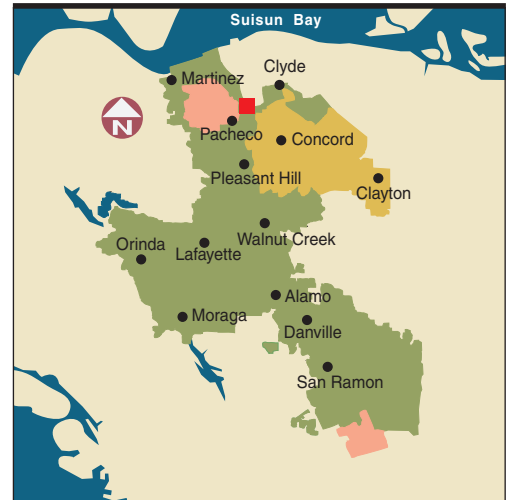 Suisun Bay
Clyde
Martinez
N
Pacheco
Concord
Pleasant Hill
Clayton
Walnut Creek
Orinda
Lafayette
Alamo
Moraga
Danville
San Ramon